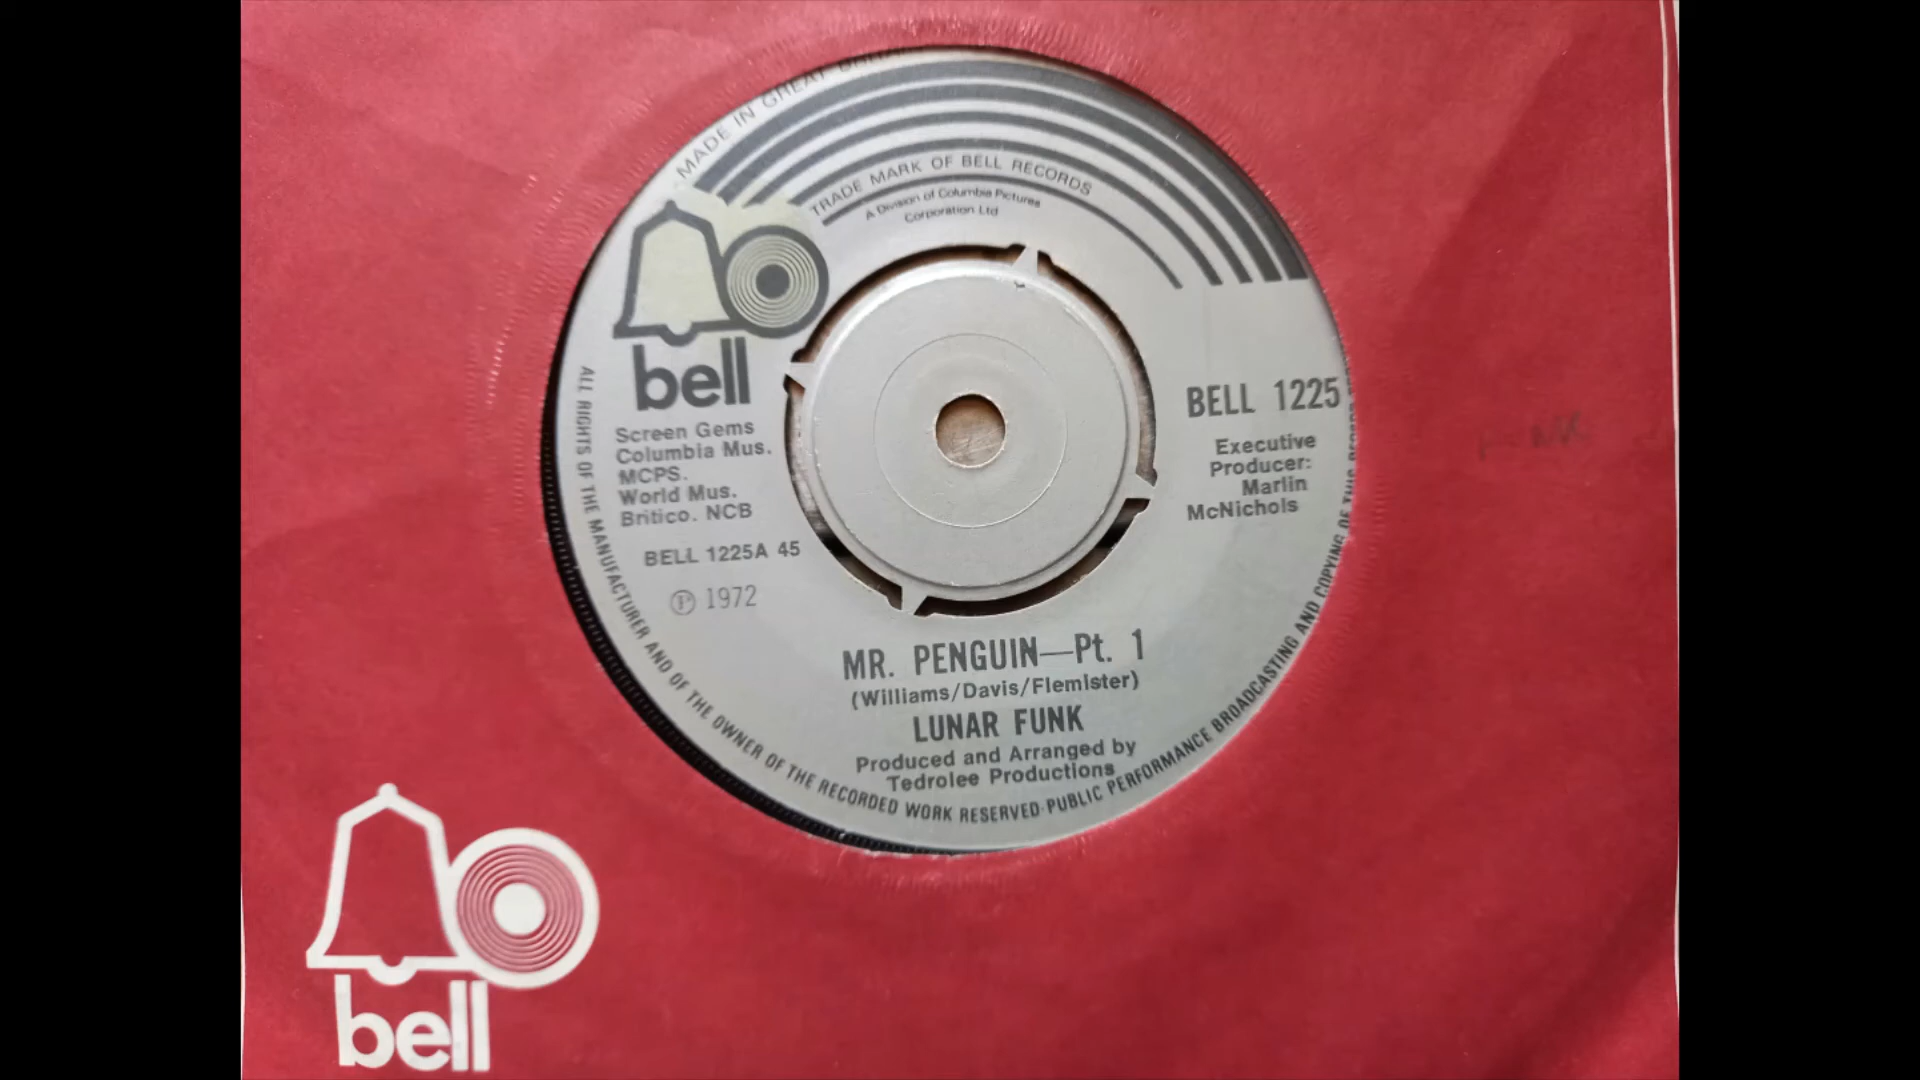 MADE IN GREAT
TRADE MARK OF BELL RECORDS
A Division of Columbia Pictures
Corporation Ltd
bell
BELL 1225
Screen Gems
Columbia Mus.
MCPS.
World Mus.
Britico. NCB
Executive
Producer:
Marlin
McNichols
BELL 1225A 45
Ⓟ 1972
MR. PENGUIN—Pt. 1
(Williams/Davis/Flemister)
LUNAR FUNK
Produced and Arranged by
Tedrolee Productions
ALL RIGHTS OF THE MANUFACTURER AND OF THE OWNER OF THE RECORDED WORK RESERVED·PUBLIC PERFORMANCE BROADCASTING AND COPYING OF THIS RECORD
bell